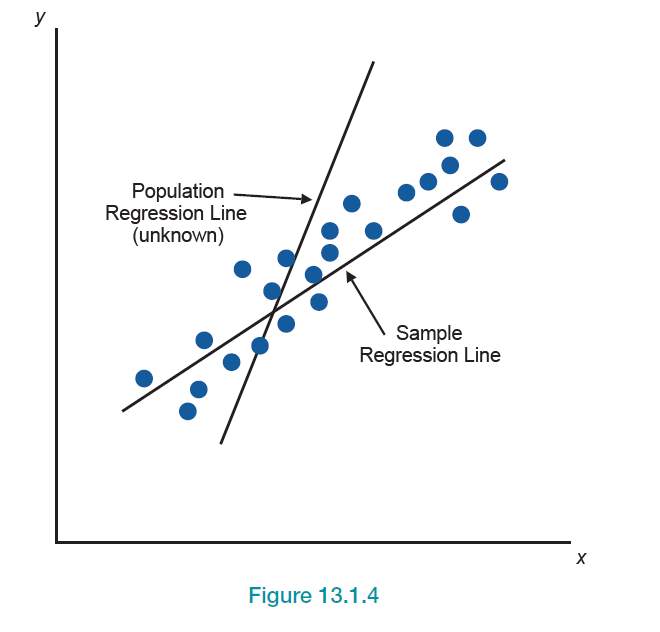 y
Population
Regression Line
(unknown)
Sample
Regression Line
x
Figure 13.1.4